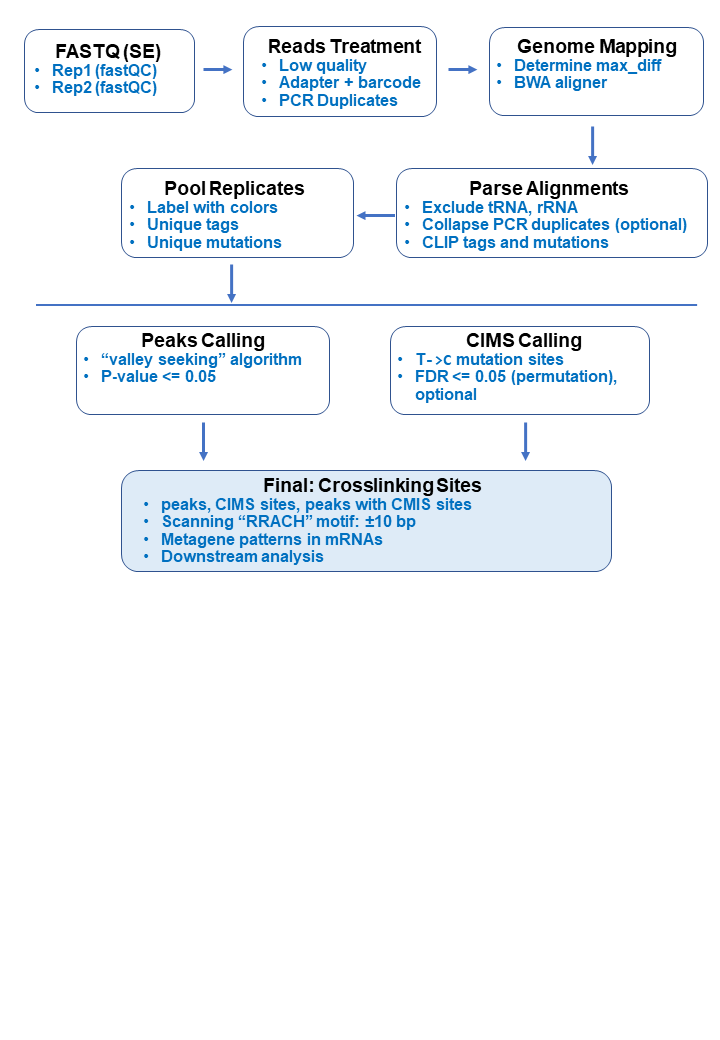 FASTQ (SE)
• Rep1 (fastQC)
• Rep2 (fastQC)
Reads Treatment
• Low quality
• Adapter + barcode
• PCR Duplicates
Genome Mapping
• Determine max_diff
• BWA aligner
Pool Replicates
• Label with colors
• Unique tags
• Unique mutations
Parse Alignments
• Exclude tRNA, rRNA
• Collapse PCR duplicates (optional)
• CLIP tags and mutations
Peaks Calling
• “valley seeking” algorithm
• P-value <= 0.05
CIMS Calling
• T->C mutation sites
• FDR <= 0.05 (permutation),
optional
Final: Crosslinking Sites
• peaks, CIMS sites, peaks with CMIS sites
• Scanning “RRACH” motif: ±10 bp
• Metagene patterns in mRNAs
• Downstream analysis